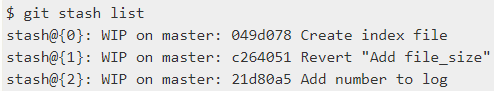 $ git stash list
stash@{0}: WIP on master: 049d078 Create index file
stash@{1}: WIP on master: c264051 Revert "Add file_size"
stash@{2}: WIP on master: 21d80a5 Add number to log